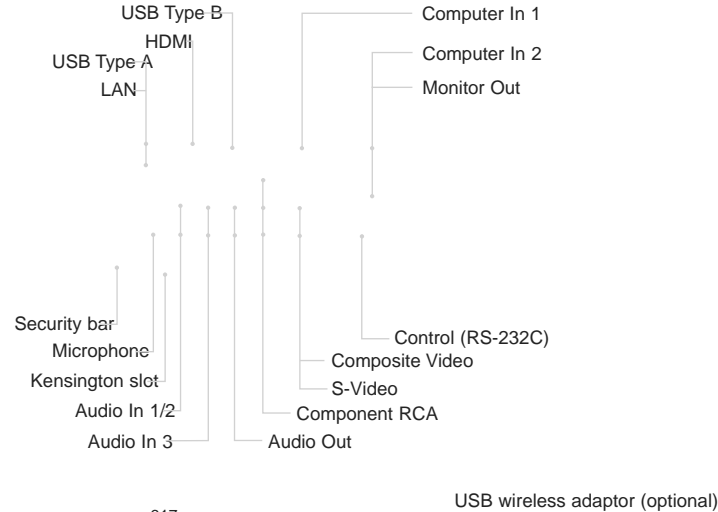 USB Type B
Computer In 1
HDMI
Computer In 2
USB Type A
LAN
Monitor Out
Security bar
Control (RS-232C)
Microphone
Composite Video
Kensington slot
S-Video
Audio In 1/2
Component RCA
Audio In 3
Audio Out
USB wireless adaptor (optional)